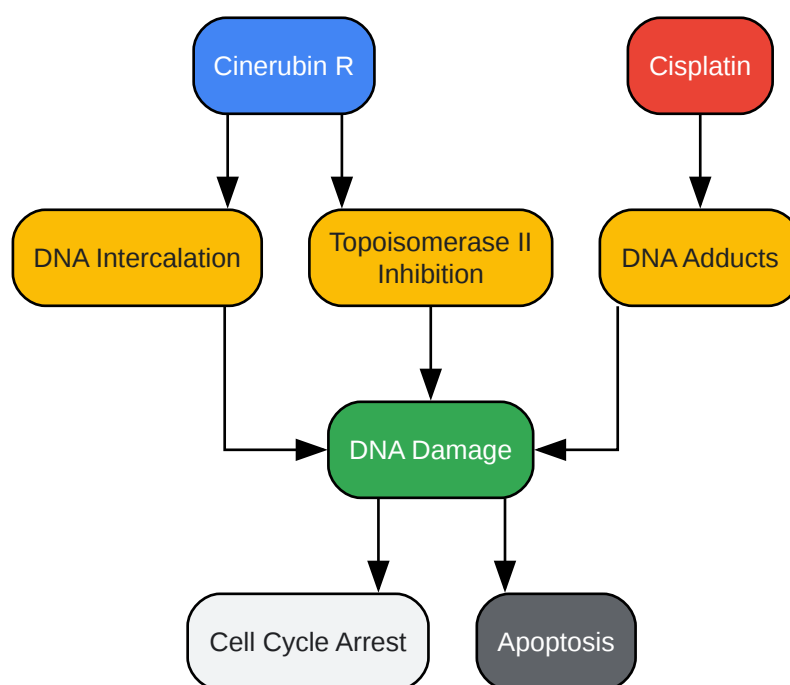 Cinerubin R
Cisplatin
DNA Intercalation
Topoisomerase II
Inhibition
DNA Adducts
DNA Damage
Cell Cycle Arrest
Apoptosis